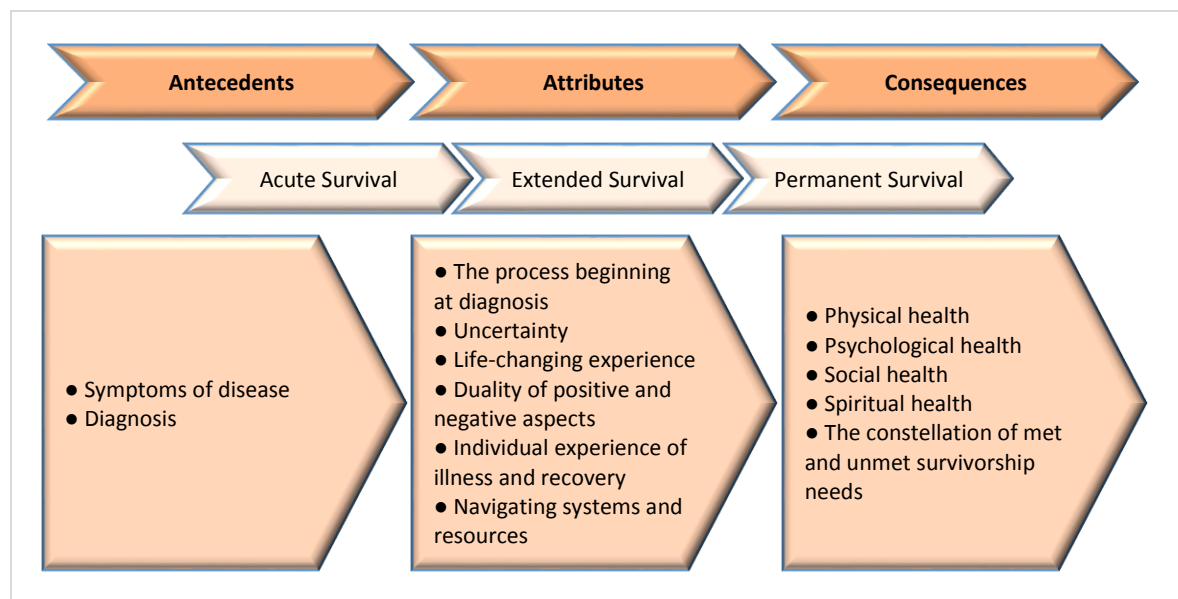 Antecedents
Attributes
Consequences
Acute Survival
Extended Survival
Permanent Survival
● Symptoms of disease
● Diagnosis
● The process beginning
at diagnosis
● Uncertainty
● Life-changing experience
● Duality of positive and
negative aspects
● Individual experience of
illness and recovery
● Navigating systems and
resources
● Physical health
● Psychological health
● Social health
● Spiritual health
● The constellation of met
and unmet survivorship
needs